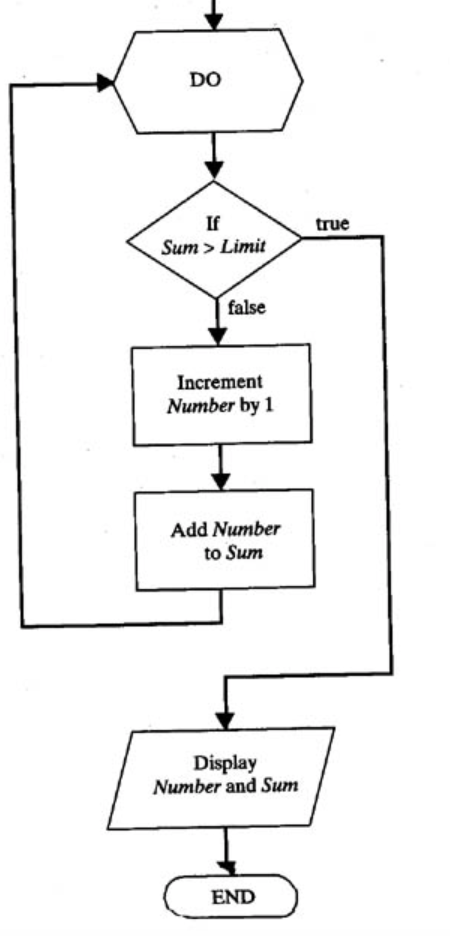 DO
If
Sum > Limit
true
false
Increment
Number by 1
Add Number
to Sum
Display
Number and Sum
END